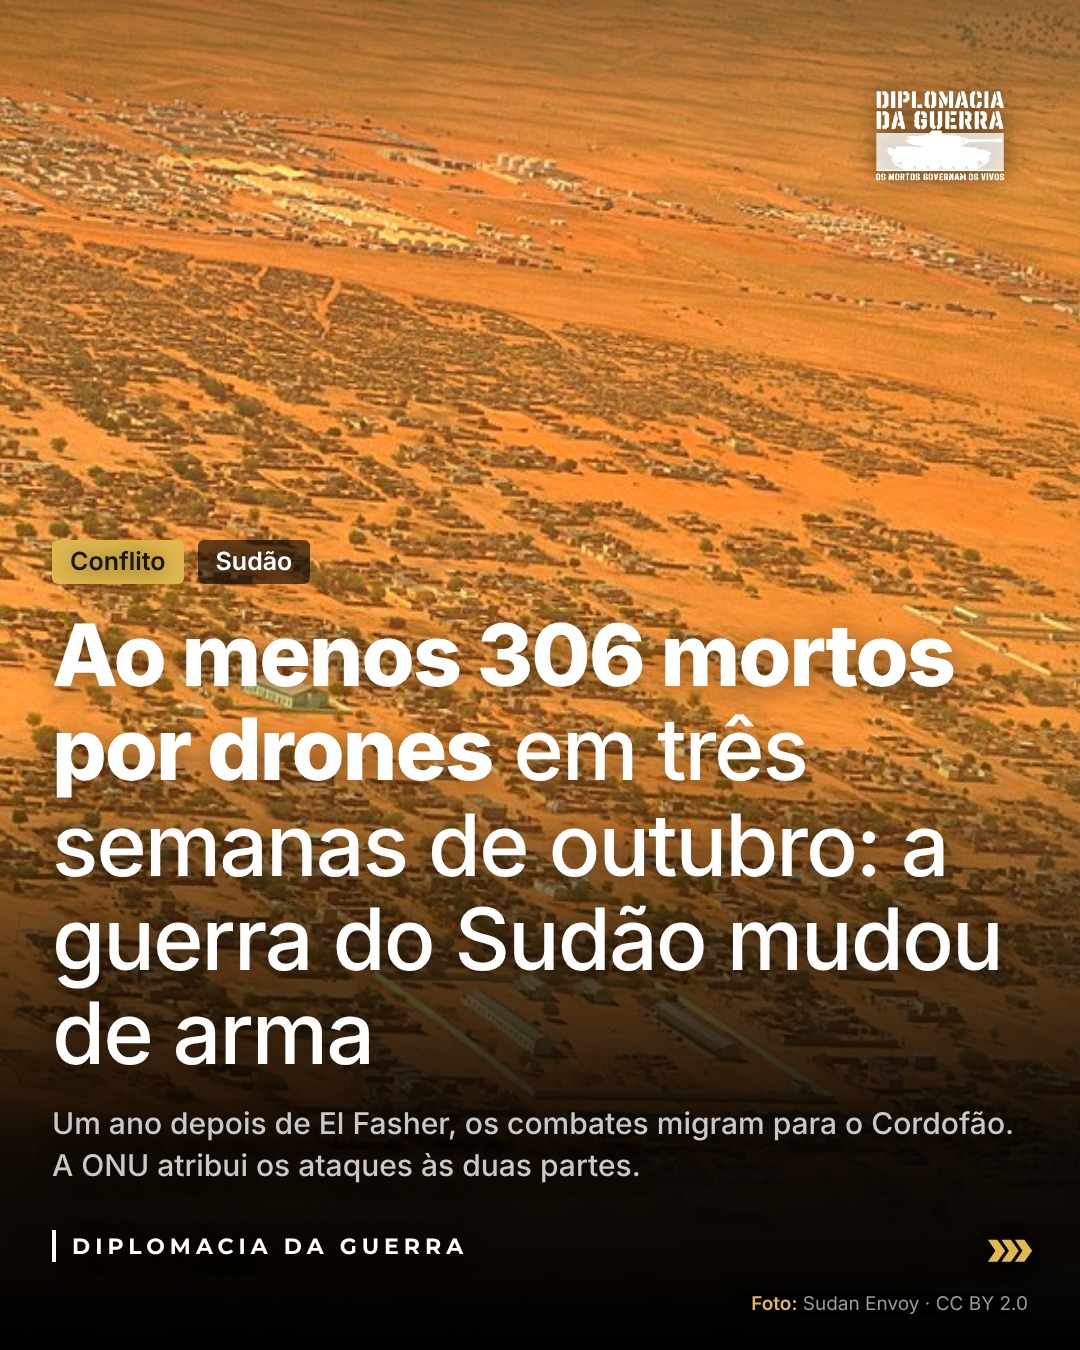 DIPLOMACIA
DA GUERRA
OS MORTOS GOVERNAM OS VIVOS
Conflito
Sudão
Ao menos 306 mortos
por drones em três
semanas de outubro: a
guerra do Sudão mudou
de arma
Um ano depois de El Fasher, os combates migram para o Cordofão.
A ONU atribui os ataques às duas partes.
DIPLOMACIA DA GUERRA
Foto: Sudan Envoy · CC BY 2.0